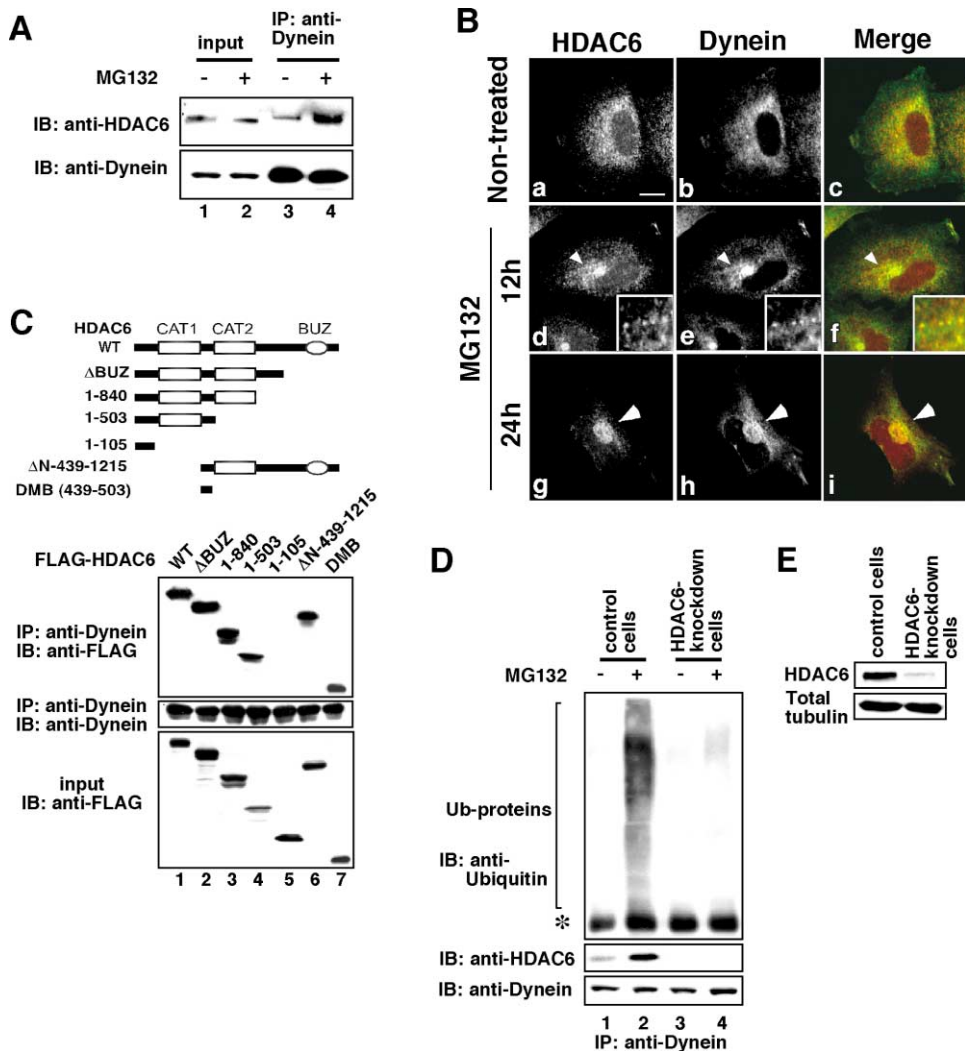 A
input
IP: anti-
Dynein
MG132
- + - +
IB: anti-HDAC6
IB: anti-Dynein
1 2 3 4
B
HDAC6 Dynein Merge
Non-treated
a b c
MG132
12h
d e f
24h
g h i
C
HDAC6 CAT1 CAT2 BUZ
WT
ΔBUZ
1-840
1-503
1-105
ΔN-439-1215
DMB (439-503)
FLAG-HDAC6
WT ΔBUZ 1-840 1-503 1-105 ΔN-439-1215 DMB
IP: anti-Dynein
IB: anti-FLAG
IP: anti-Dynein
IB: anti-Dynein
input
IB: anti-FLAG
1 2 3 4 5 6 7
D
control
cells
HDAC6-
knockdown
cells
MG132
- + - +
Ub-proteins
IB: anti-
Ubiquitin
*
IB: anti-HDAC6
IB: anti-Dynein
1 2 3 4
IP: anti-Dynein
E
control cells
HDAC6-
knockdown
cells
HDAC6
Total
tubulin